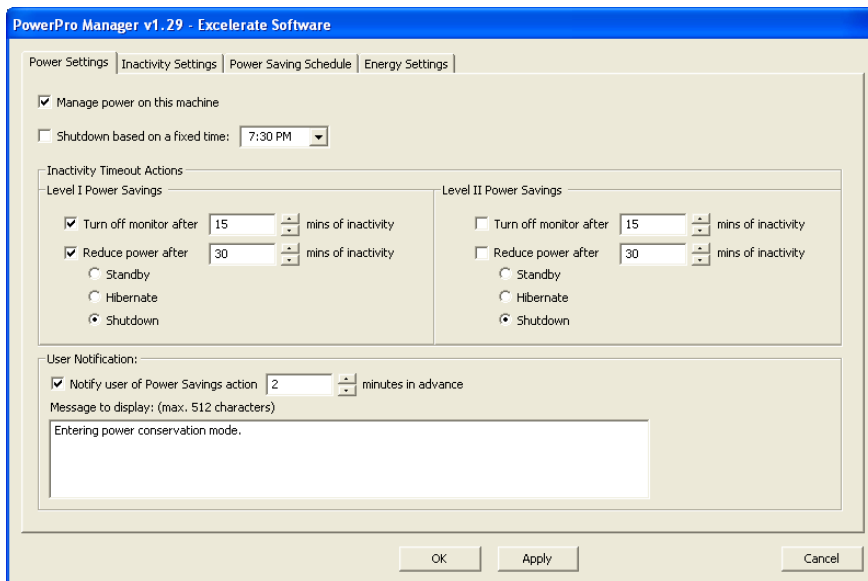 PowerPro Manager v1.29 - Excelerate Software
Power Settings
Inactivity Settings
Power Saving Schedule
Energy Settings
Manage power on this machine
Shutdown based on a fixed time: 7:30 PM
Inactivity Timeout Actions
Level I Power Savings
Turn off monitor after 15 mins of inactivity
Reduce power after 30 mins of inactivity
Standby
Hibernate
Shutdown
Level II Power Savings
Turn off monitor after 15 mins of inactivity
Reduce power after 30 mins of inactivity
Standby
Hibernate
Shutdown
User Notification:
Notify user of Power Savings action 2 minutes in advance
Message to display: (max. 512 characters)
Entering power conservation mode.
OK
Apply
Cancel